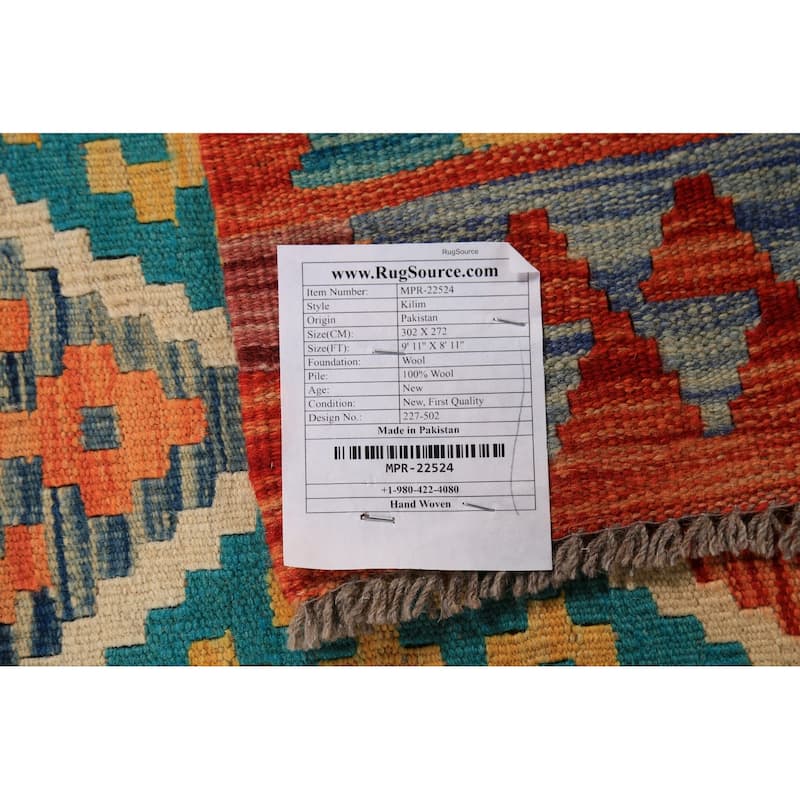 RugSource
www.RugSource.com
Item Number: MPR-22524
Style Kilim
Origin Pakistan
Size(CM): 302 X 272
Size(FT): 9' 11" X 8' 11"
Foundation: Wool
Pile: 100% Wool
Age: New
Condition: New, First Quality
Design No.: 227-502
Made in Pakistan
MPR-22524
+1-980-422-4080
Hand Woven